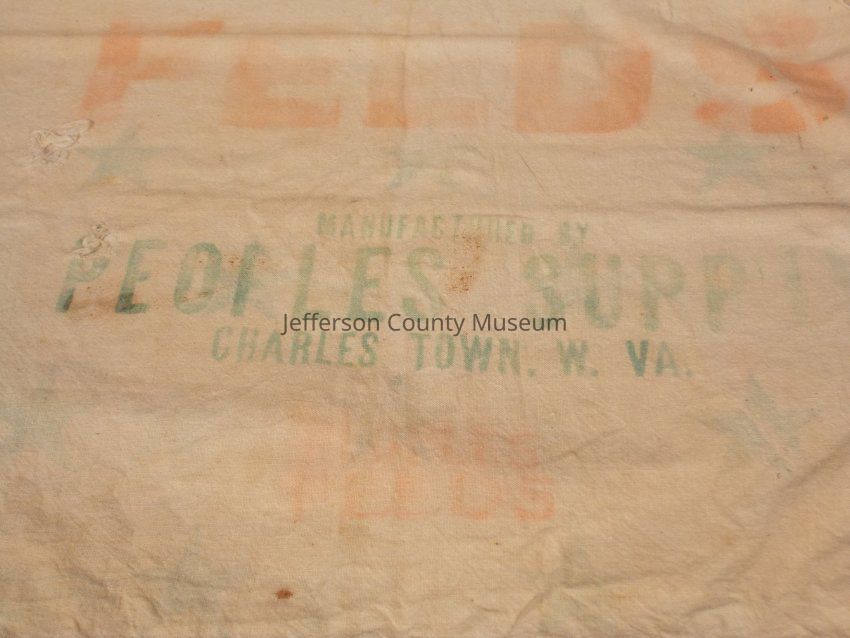 FEEDS
MANUFACTURED BY
PEOPLES SUPPLY
Jefferson County Museum
CHARLES TOWN. W. VA.
FEEDS